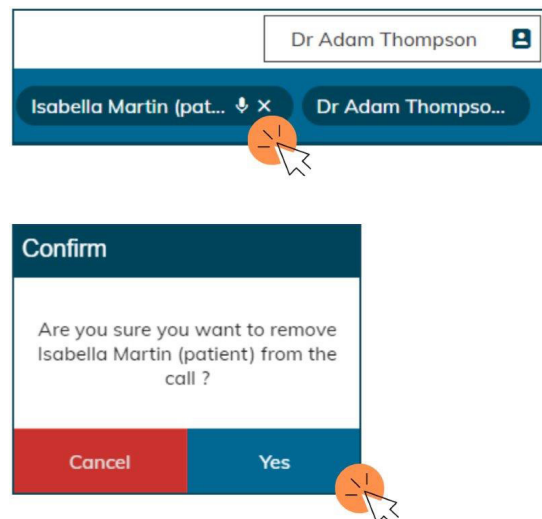 Dr Adam Thompson
Isabella Martin (pat... × Dr Adam Thompso...
Confirm
Are you sure you want to remove
Isabella Martin (patient) from the
call ?
Cancel Yes